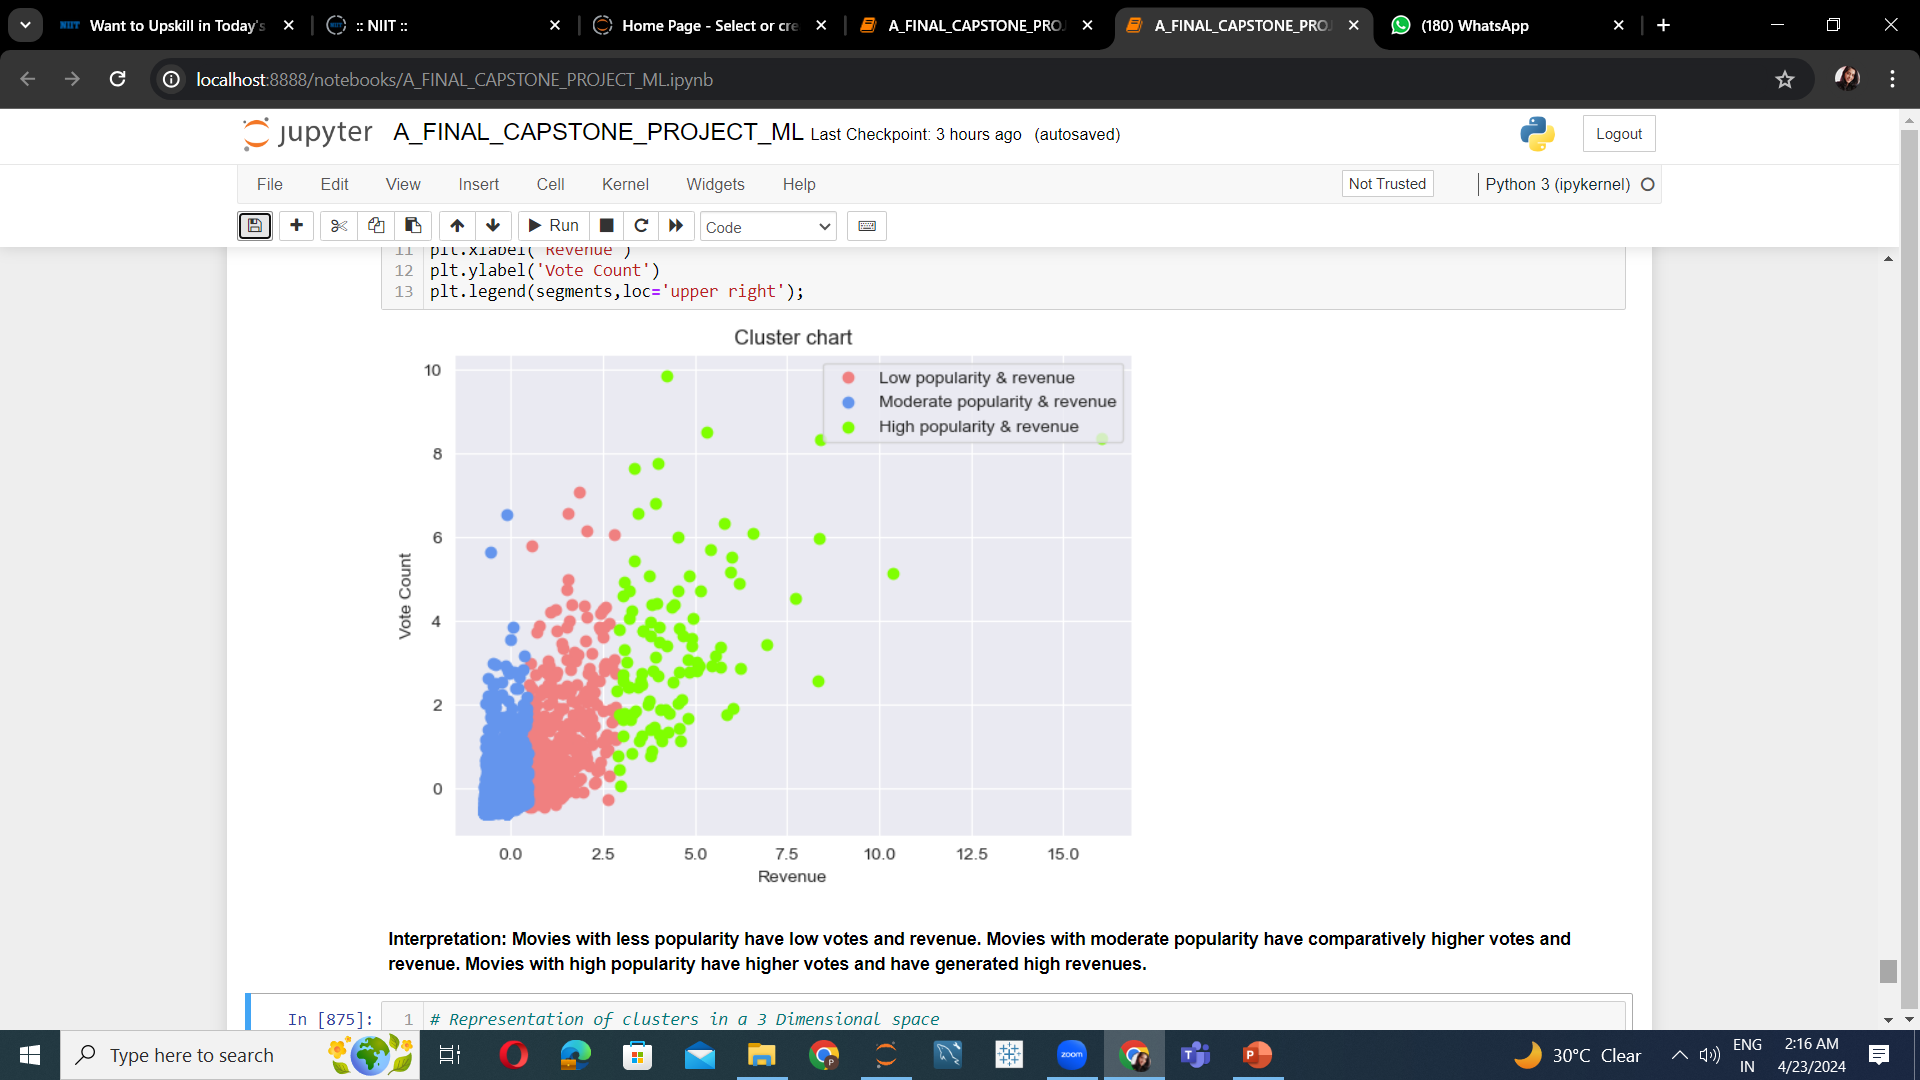 NIIT Want to Upskill in Today's
:: NIIT ::
Home Page - Select or cre
A_FINAL_CAPSTONE_PRO
A_FINAL_CAPSTONE_PRO
(180) WhatsApp
localhost:8888/notebooks/A_FINAL_CAPSTONE_PROJECT_ML.ipynb
jupyter A_FINAL_CAPSTONE_PROJECT_ML Last Checkpoint: 3 hours ago (autosaved)
Logout
File Edit View Insert Cell Kernel Widgets Help
Not Trusted
Python 3 (ipykernel)
Run
Code
11 plt.xlabel('Revenue')
12 plt.ylabel('Vote Count')
13 plt.legend(segments,loc='upper right');
Cluster chart
Low popularity & revenue
Moderate popularity & revenue
High popularity & revenue
10
8
6
4
2
0
Vote Count
0.0 2.5 5.0 7.5 10.0 12.5 15.0
Revenue
Interpretation: Movies with less popularity have low votes and revenue. Movies with moderate popularity have comparatively higher votes and
revenue. Movies with high popularity have higher votes and have generated high revenues.
In [875]: 1 # Representation of clusters in a 3 Dimensional space
Type here to search
zoom
30°C Clear
ENG
IN
2:16 AM
4/23/2024